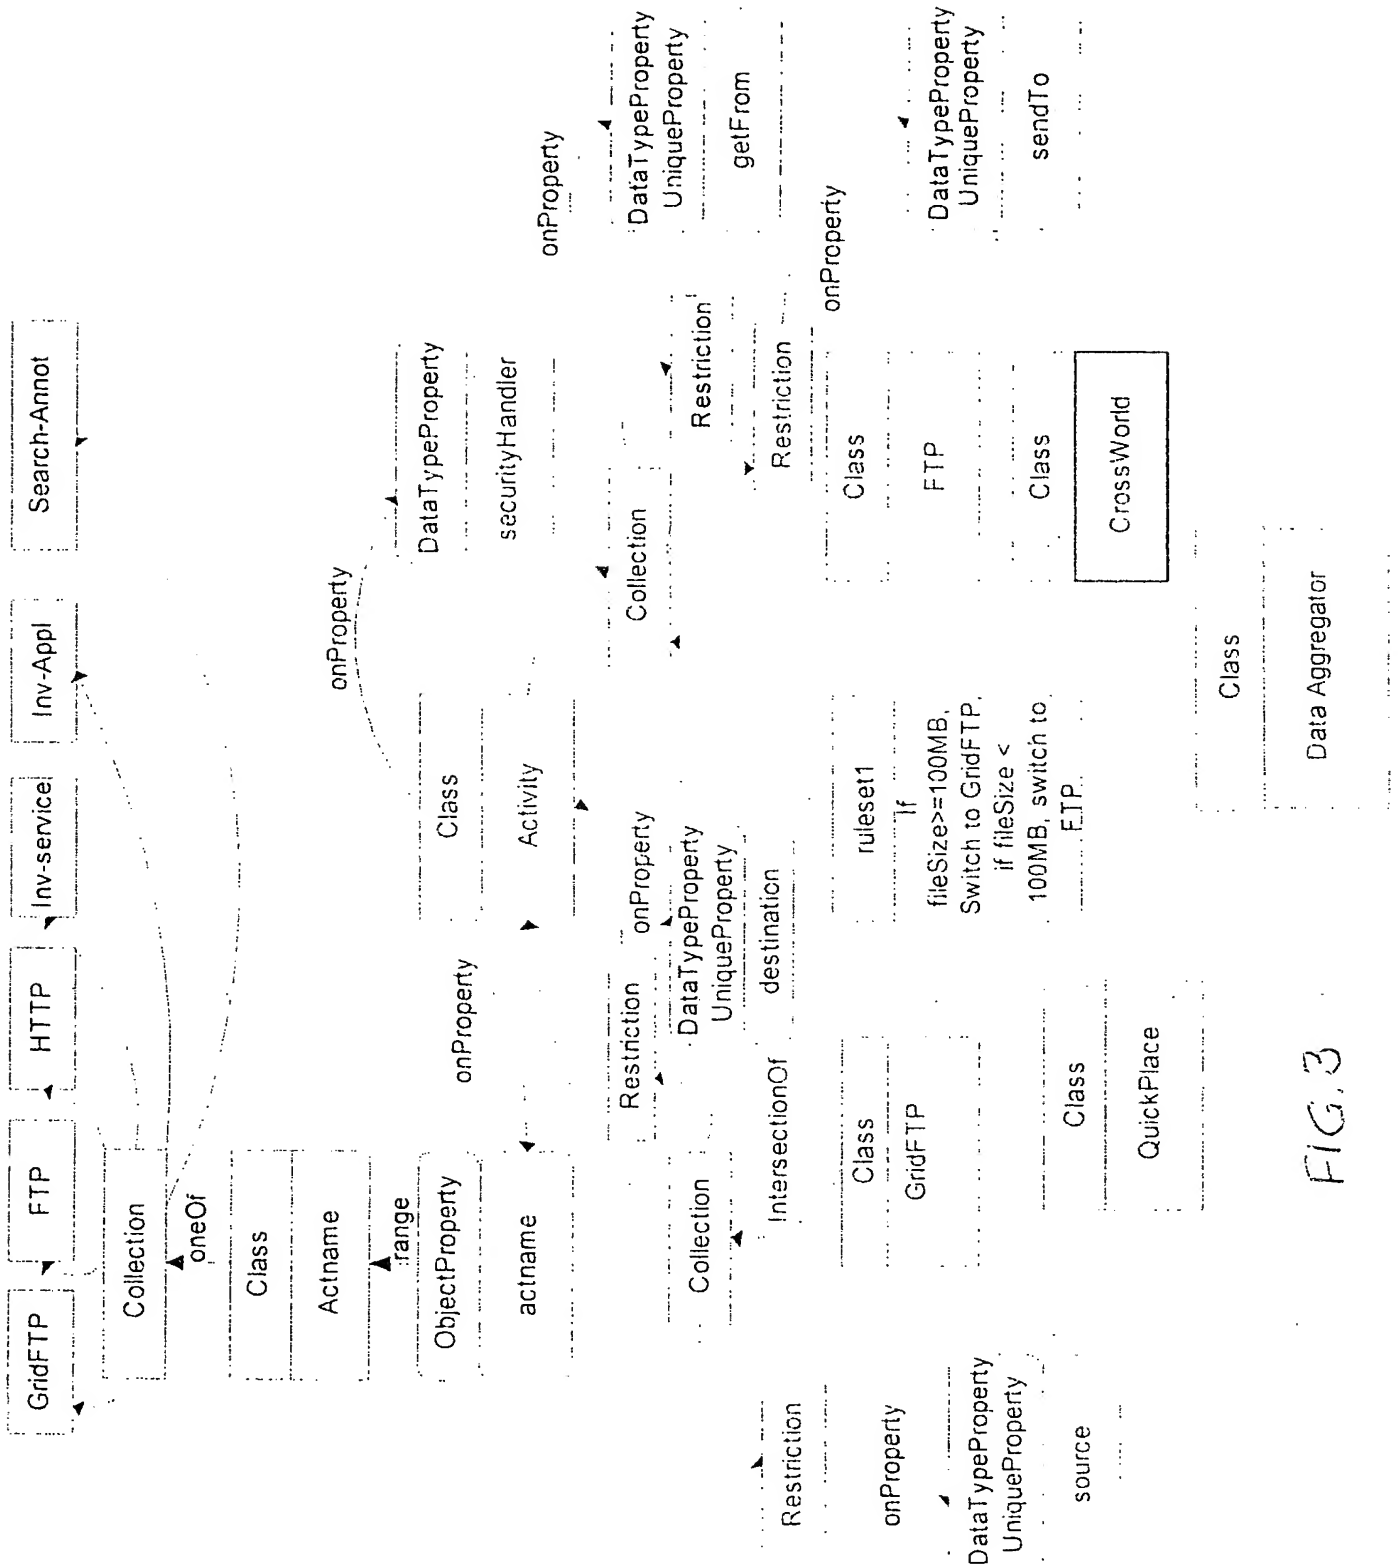 GridFTP
FTP
HTTP
Inv-service
Inv-Appl
Search-Annot
Collection
oneOf
Class
Actname
range
ObjectProperty
actname
onProperty
Class
Activity
onProperty
DataTypeProperty
securityHandler
onProperty
DataTypeProperty
UniqueProperty
getFrom
Restriction
onProperty
DataTypeProperty
UniqueProperty
destination
Collection
IntersectionOf
Collection
Restriction
Restriction
onProperty
DataTypeProperty
UniqueProperty
sendTo
Restriction
onProperty
DataTypeProperty
UniqueProperty
source
Class
GridFTP
ruleset1
If
fileSize>=100MB,
Switch to GridFTP,
if fileSize <
100MB, switch to
FTP
Class
FTP
Class
CrossWorld
Class
QuickPlace
Class
Data Aggregator
FIG. 3